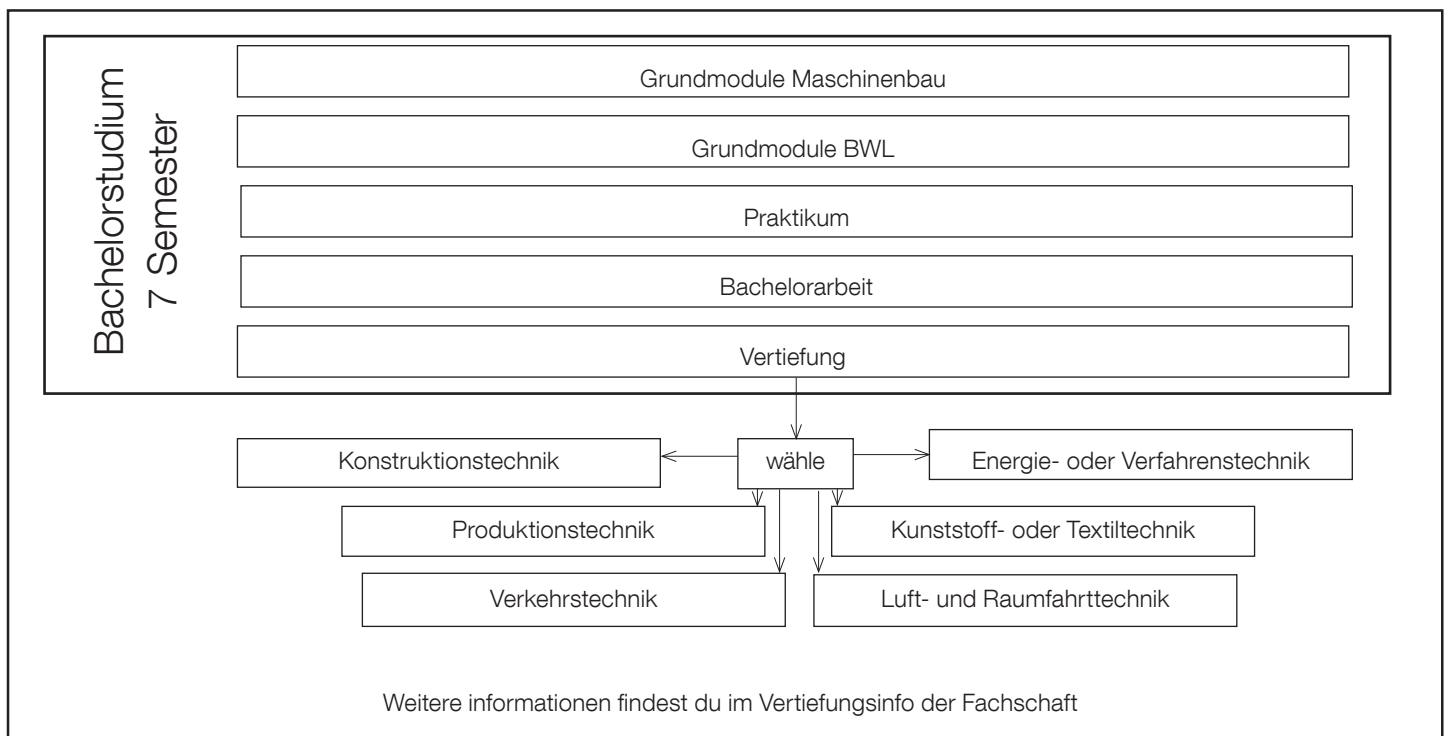 Bachelorstudium
7 Semester
Grundmodule Maschinenbau
Grundmodule BWL
Praktikum
Bachelorarbeit
Vertiefung
Konstruktionstechnik
wähle
Energie- oder Verfahrenstechnik
Produktionstechnik
Kunststoff- oder Textiltechnik
Verkehrstechnik
Luft- und Raumfahrttechnik
Weitere informationen findest du im Vertiefungsinfo der Fachschaft